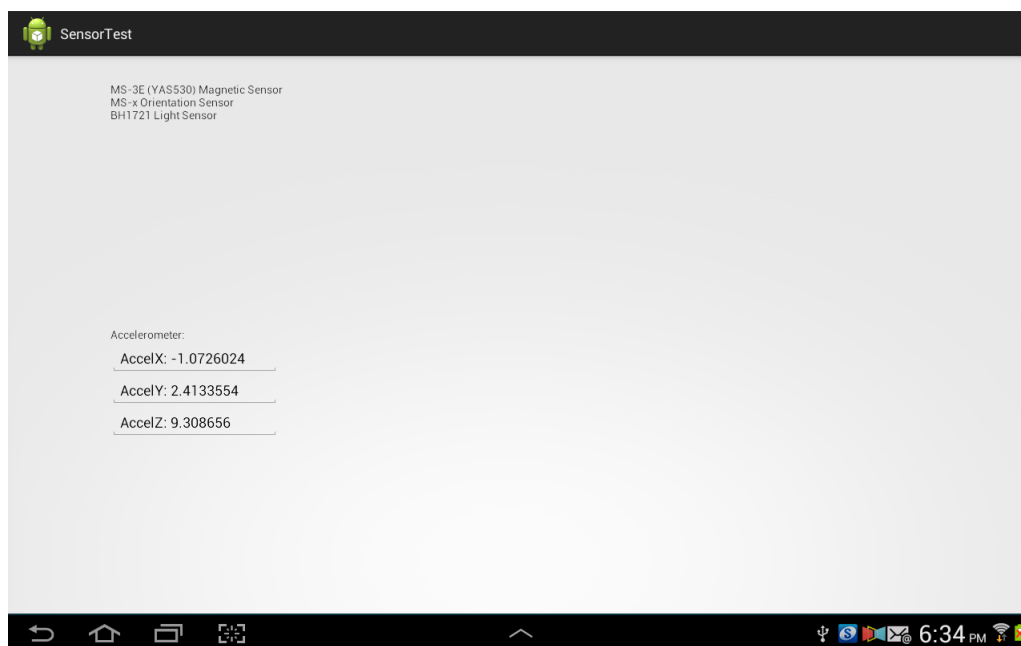 SensorTest
MS-3E (YAS530) Magnetic Sensor
MS-x Orientation Sensor
BH1721 Light Sensor
Accelerometer:
AccelX: -1.0726024
AccelY: 2.4133554
AccelZ: 9.308656
6:34 PM